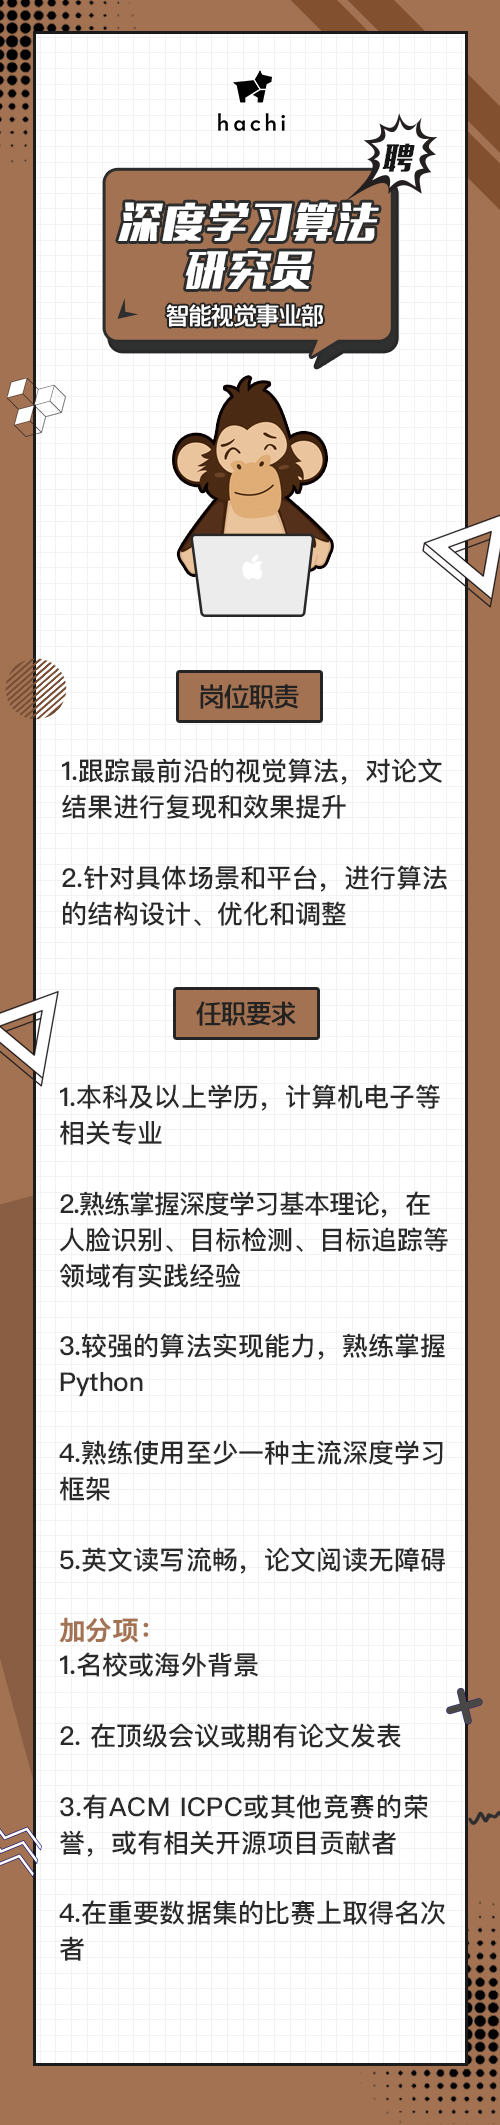 hachi
聘
深度学习算法
研究员
智能视觉事业部
岗位职责
1.跟踪最前沿的视觉算法，对论文
结果进行复现和效果提升
2.针对具体场景和平台，进行算法
的结构设计、优化和调整
任职要求
1.本科及以上学历，计算机电子等
相关专业
2.熟练掌握深度学习基本理论，在
人脸识别、目标检测、目标追踪等
领域有实践经验
3.较强的算法实现能力，熟练掌握
Python
4.熟练使用至少一种主流深度学习
框架
5.英文读写流畅，论文阅读无障碍
加分项：
1.名校或海外背景
2. 在顶级会议或期有论文发表
3.有ACM ICPC或其他竞赛的荣
誉，或有相关开源项目贡献者
4.在重要数据集的比赛上取得名次
者